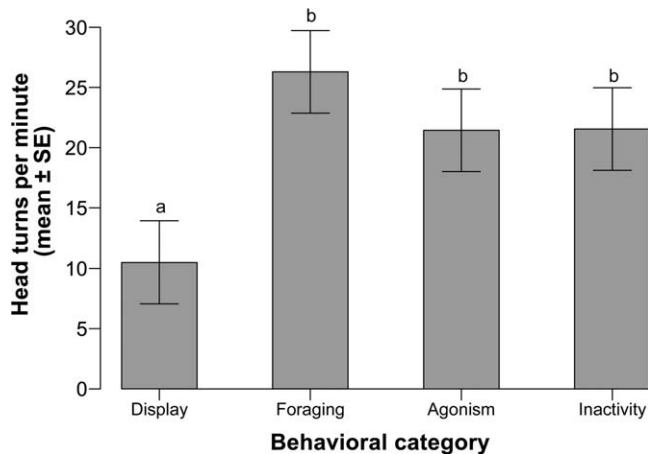 Head turns per minute
(mean ± SE)
30
25
20
15
10
5
0
a
b
b
b
Display
Foraging
Agonism
Inactivity
Behavioral category